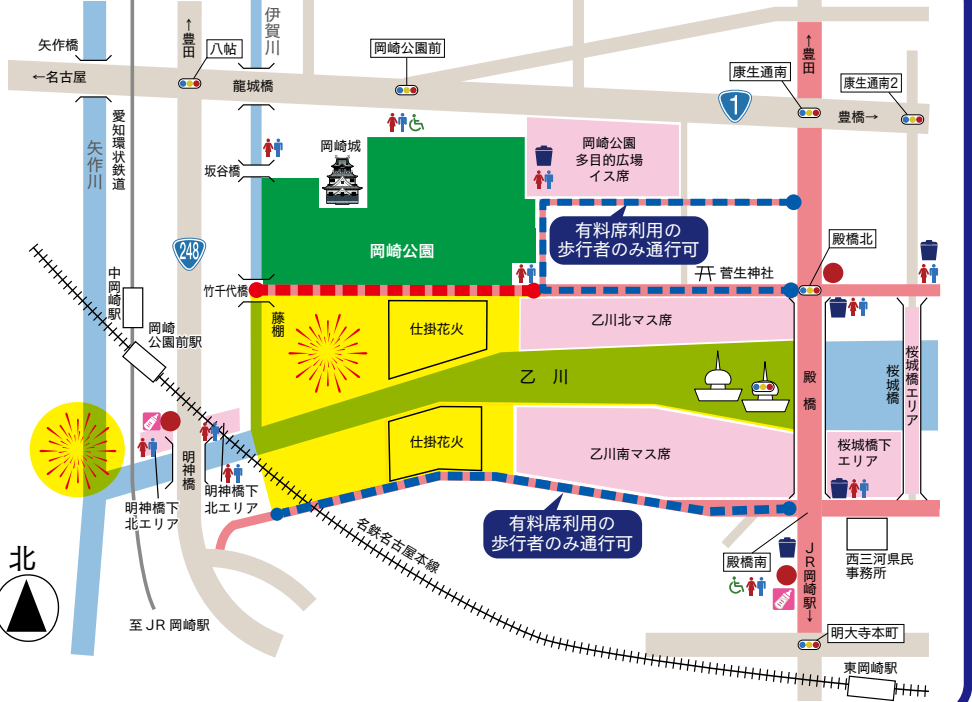 伊賀川
↑豊田
八帖
矢作橋
←名古屋
岡崎公園前
↑豊田
康生通南
康生通南2
龍城橋
1
豊橋→
愛知環状鉄道
矢作川
坂谷橋
岡崎城
岡崎公園
多目的広場
イス席
248
岡崎公園
有料席利用の
歩行者のみ通行可
殿橋北
菅生神社
中岡崎駅
竹千代橋
藤棚
岡崎
公園前駅
仕掛花火
乙川北マス席
乙川
殿橋
桜城橋
桜城橋エリア
仕掛花火
乙川南マス席
桜城橋下
エリア
明神橋
明神橋下
北エリア
明神橋下
北エリア
有料席利用の
歩行者のみ通行可
名鉄名古屋本線
北
殿橋南
JR岡崎駅↓
西三河県民
事務所
至JR岡崎駅
明大寺本町
東岡崎駅